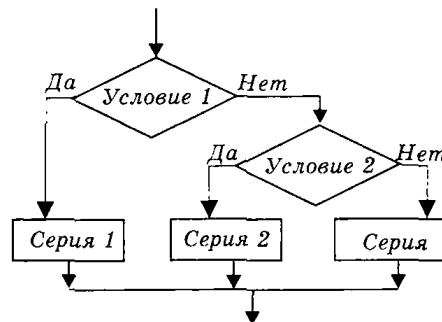 Да
Условие 1
Нет
Да
Условие 2
Нет
Серия 1
Серия 2
Серия